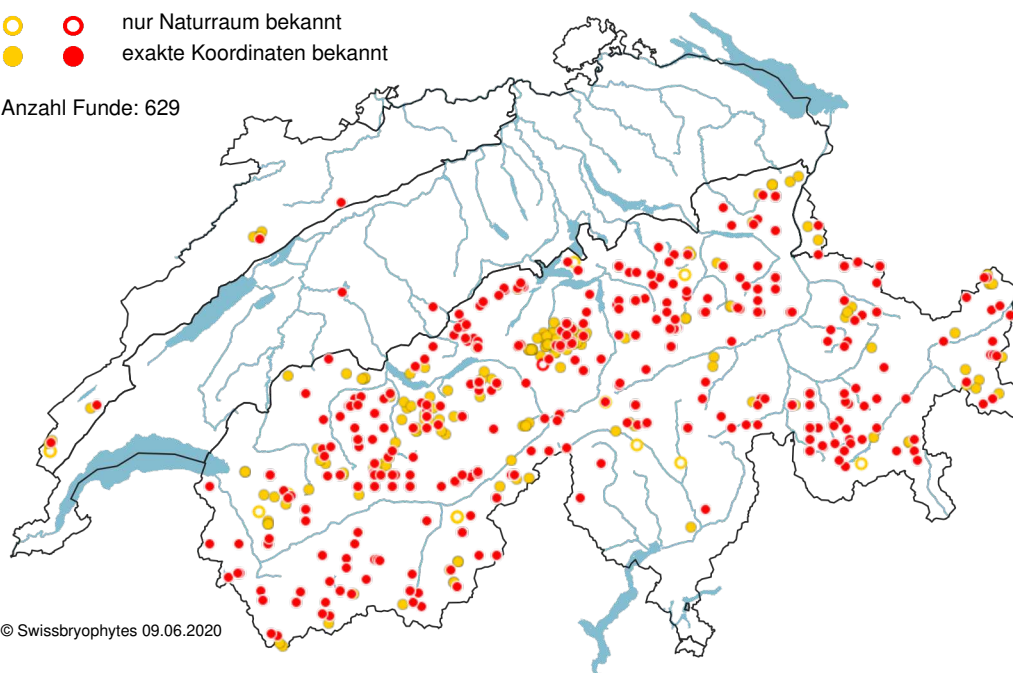 nur Naturraum bekannt
exakte Koordinaten bekannt
Anzahl Funde: 629
© Swissbryophytes 09.06.2020